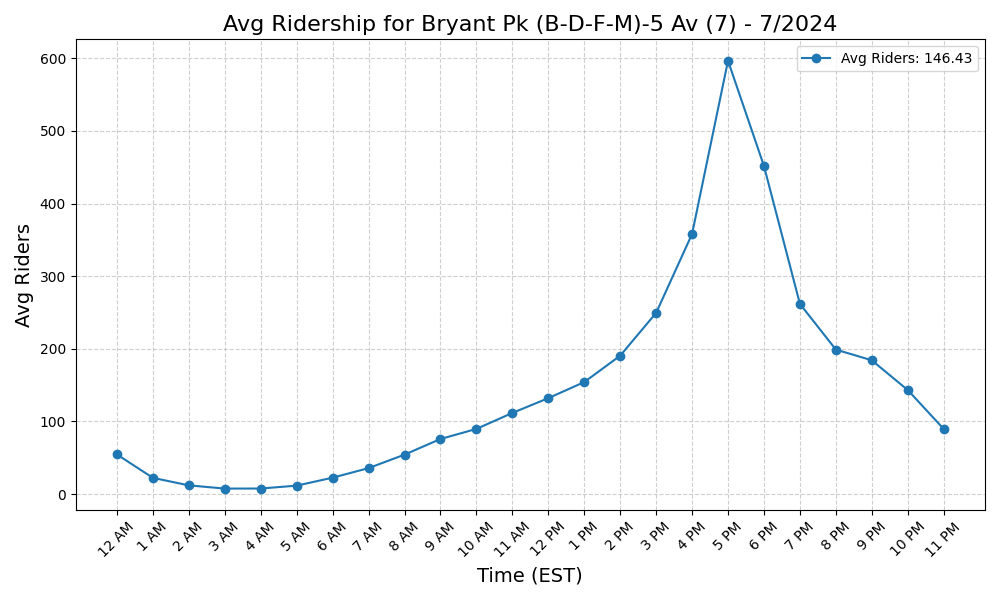 Avg Ridership for Bryant Pk (B-D-F-M)-5 Av (7) - 7/2024
Avg Riders: 146.43
Avg Riders
600
500
400
300
200
100
0
12 AM
1 AM
2 AM
3 AM
4 AM
5 AM
6 AM
7 AM
8 AM
9 AM
10 AM
11 AM
12 PM
1 PM
2 PM
3 PM
4 PM
5 PM
6 PM
7 PM
8 PM
9 PM
10 PM
11 PM
Time (EST)